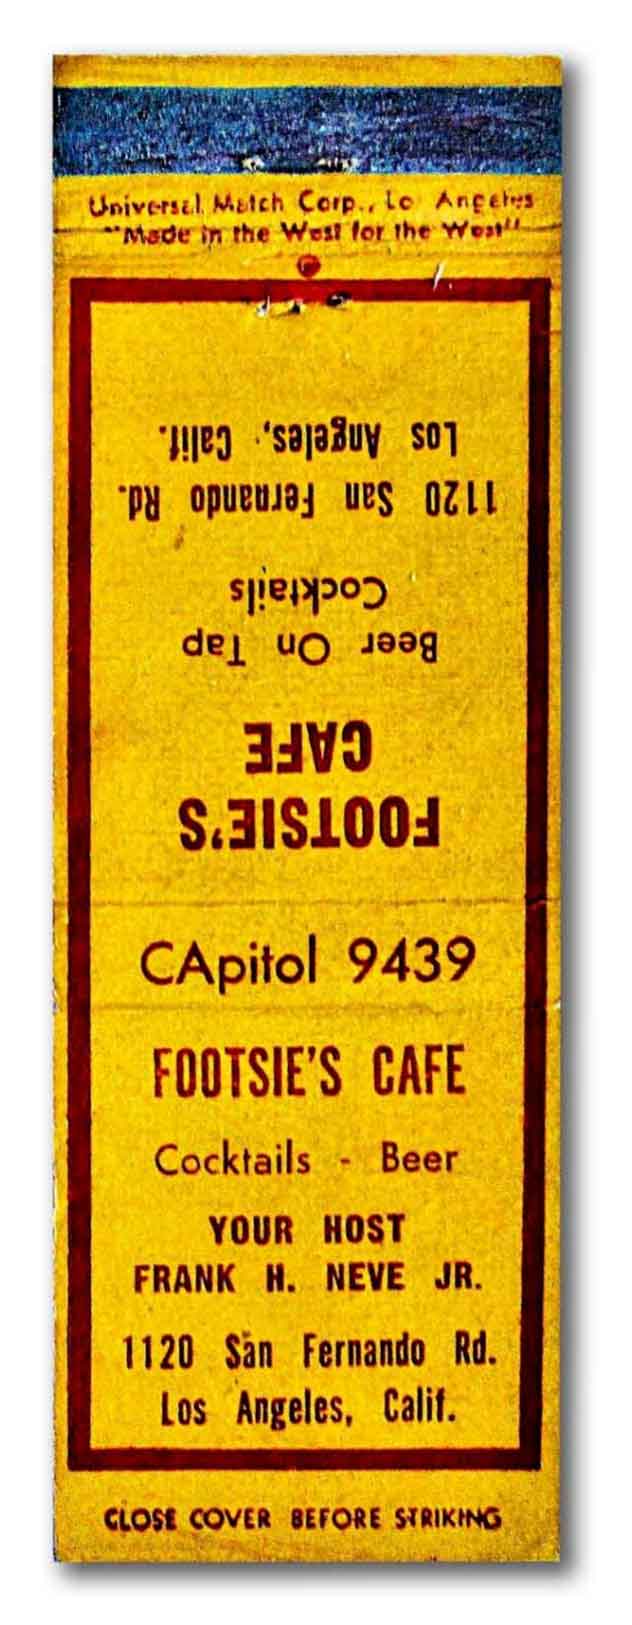 Universal Match Corp., Lo Angeles
"Made in the West for the West"
FOOTSIE'S
CAFE
Beer On Tap
Cocktails
1120 San Fernando Rd.
Los Angeles, Calif.
CApitol 9439
FOOTSIE'S CAFE
Cocktails - Beer
YOUR HOST
FRANK H. NEVE JR.
1120 San Fernando Rd.
Los Angeles, Calif.
CLOSE COVER BEFORE STRIKING